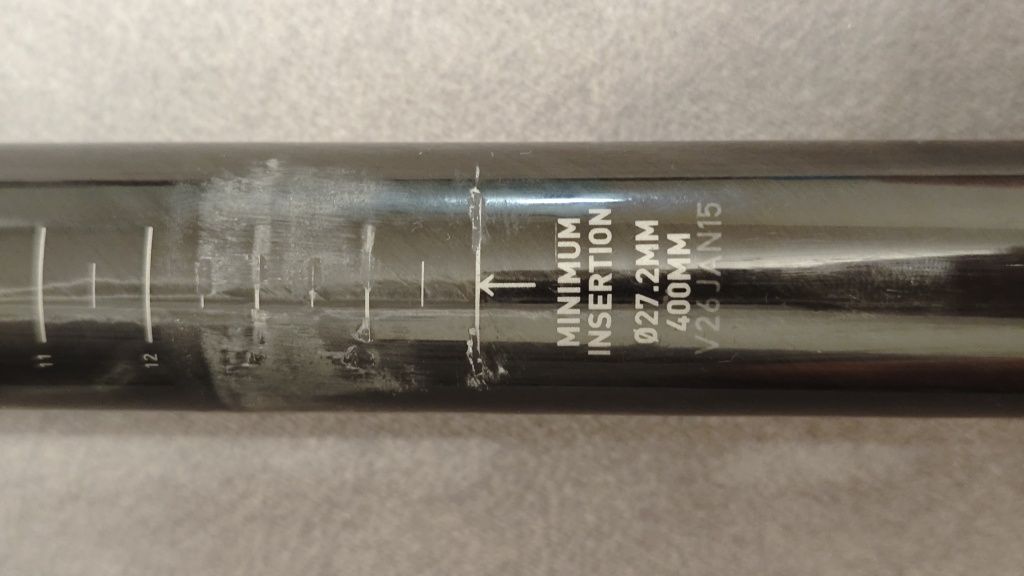 11
12
MINIMUM
INSERTION
Ø27.2MM
400MM
V26JAN15